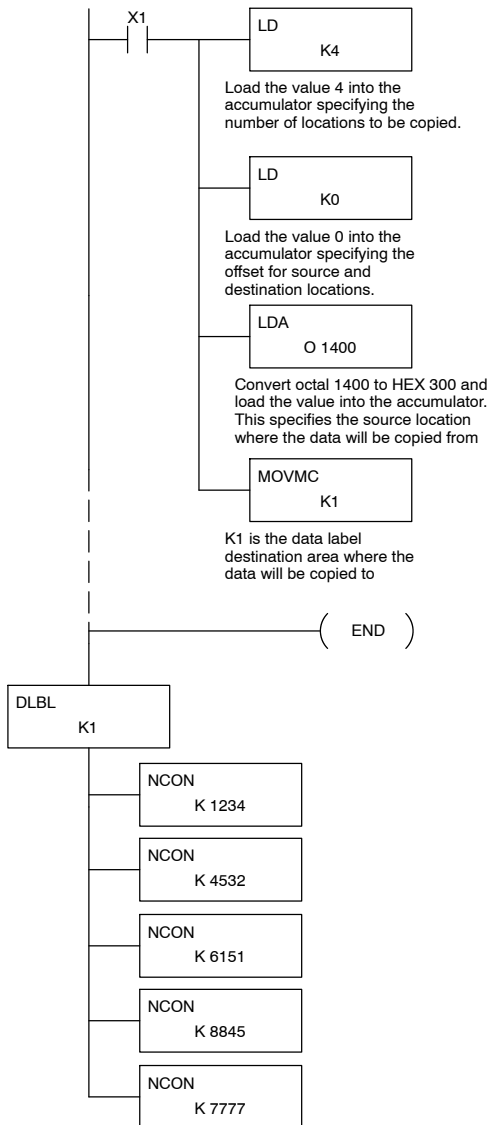 X1
LD
K4
Load the value 4 into the
accumulator specifying the
number of locations to be copied.
LD
K0
Load the value 0 into the
accumulator specifying the
offset for source and
destination locations.
LDA
O 1400
Convert octal 1400 to HEX 300 and
load the value into the accumulator.
This specifies the source location
where the data will be copied from
MOVMC
K1
K1 is the data label
destination area where the
data will be copied to
END
DLBL
K1
NCON
K 1234
NCON
K 4532
NCON
K 6151
NCON
K 8845
NCON
K 7777